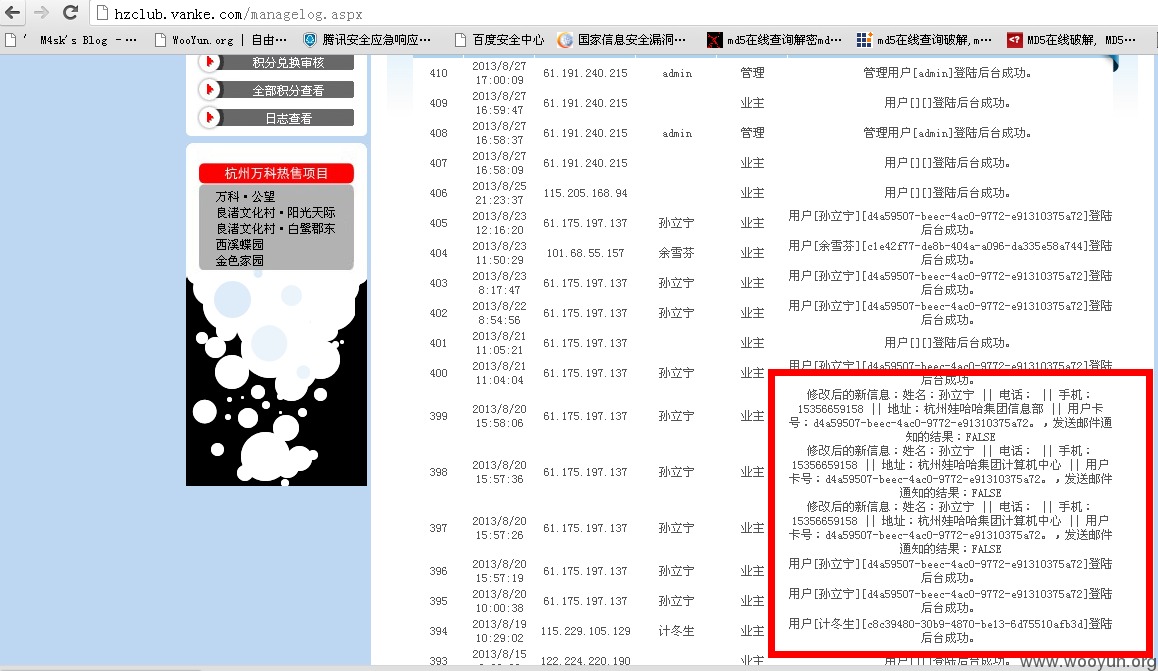 hzclub.vanke.com/managelog.aspx
M4sk's Blog - ··· WooYun.org | 自由··· 腾讯安全应急响应··· 百度安全中心 国家信息安全漏洞··· md5在线查询解密md··· md5在线查询破解,m··· MD5在线破解, MD5···
积分兑换审核
全部积分查看
日志查看
杭州万科热售项目
万科·公望
良渚文化村·阳光天际
良渚文化村·白鹭郡东
西溪蝶园
金色家园
410 2013/8/27 17:00:09 61.191.240.215 admin 管理 管理用户[admin]登陆后台成功。
409 2013/8/27 16:59:47 61.191.240.215 业主 用户[][]登陆后台成功。
408 2013/8/27 16:58:37 61.191.240.215 admin 管理 管理用户[admin]登陆后台成功。
407 2013/8/27 16:58:09 61.191.240.215 业主 用户[][]登陆后台成功。
406 2013/8/25 21:23:37 115.205.168.94 业主 用户[][]登陆后台成功。
405 2013/8/23 12:16:20 61.175.197.137 孙立宁 业主 用户[孙立宁][d4a59507-beec-4ac0-9772-e91310375a72]登陆
后台成功。
404 2013/8/23 11:50:29 101.68.55.157 余雪芬 业主 用户[余雪芬][c1e42f77-de8b-404a-a096-da335e58a744]登陆
后台成功。
403 2013/8/23 8:17:47 61.175.197.137 孙立宁 业主 用户[孙立宁][d4a59507-beec-4ac0-9772-e91310375a72]登陆
后台成功。
402 2013/8/22 8:54:56 61.175.197.137 孙立宁 业主 用户[孙立宁][d4a59507-beec-4ac0-9772-e91310375a72]登陆
后台成功。
401 2013/8/21 11:05:21 61.175.197.137 业主 用户[][]登陆后台成功。
400 2013/8/21 11:04:04 61.175.197.137 孙立宁 业主 用户[孙立宁][d4a59507-beec-4ac0-9772-e91310375a72]登陆
后台成功。
399 2013/8/20 15:58:06 61.175.197.137 孙立宁 业主 修改后的新信息：姓名：孙立宁 || 电话： || 手机：
15356659158 || 地址：杭州娃哈哈集团信息部 || 用户卡
号：d4a59507-beec-4ac0-9772-e91310375a72。，发送邮件通
知的结果：FALSE
398 2013/8/20 15:57:36 61.175.197.137 孙立宁 业主 修改后的新信息：姓名：孙立宁 || 电话： || 手机：
15356659158 || 地址：杭州娃哈哈集团计算机中心 || 用户
卡号：d4a59507-beec-4ac0-9772-e91310375a72。，发送邮件
通知的结果：FALSE
397 2013/8/20 15:57:26 61.175.197.137 孙立宁 业主 修改后的新信息：姓名：孙立宁 || 电话： || 手机：
15356659158 || 地址：杭州娃哈哈集团计算机中心 || 用户
卡号：d4a59507-beec-4ac0-9772-e91310375a72。，发送邮件
通知的结果：FALSE
396 2013/8/20 15:57:19 61.175.197.137 孙立宁 业主 用户[孙立宁][d4a59507-beec-4ac0-9772-e91310375a72]登陆
后台成功。
395 2013/8/20 10:00:38 61.175.197.137 孙立宁 业主 用户[孙立宁][d4a59507-beec-4ac0-9772-e91310375a72]登陆
后台成功。
394 2013/8/19 10:29:02 115.229.105.129 计冬生 业主 用户[计冬生][c8c39480-30b9-4870-be13-6d75510afb3d]登陆
后台成功。
393 2013/8/15 122.224.220.190 业主 用户[][]登陆后台成功。
www.wooyun.org